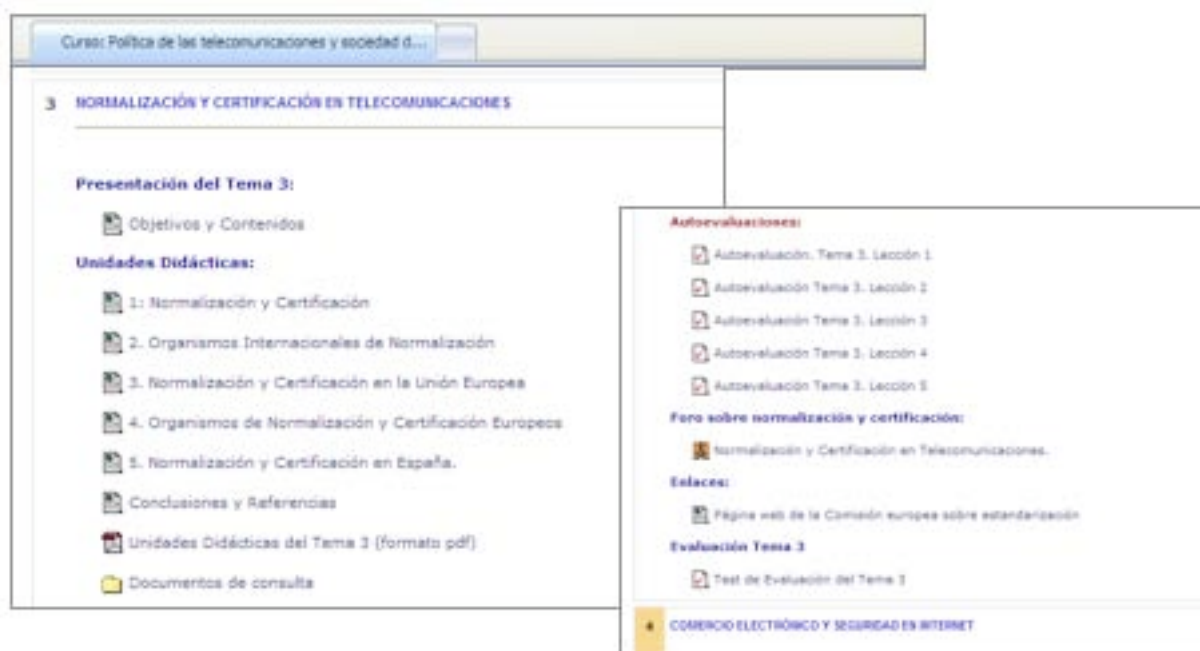 Curso: Política de las telecomunicaciones y sociedad d...
3 NORMALIZACIÓN Y CERTIFICACIÓN EN TELECOMUNICACIONES
Presentación del Tema 3:
Objetivos y Contenidos
Unidades Didácticas:
1: Normalización y Certificación
2. Organismos Internacionales de Normalización
3. Normalización y Certificación en la Unión Europea
4. Organismos de Normalización y Certificación Europeos
5. Normalización y Certificación en España.
Conclusiones y Referencias
Unidades Didácticas del Tema 3 (formato pdf)
Documentos de consulta
Autoevaluaciones:
Autoevaluación. Tema 3. Lección 1
Autoevaluación Tema 3. Lección 2
Autoevaluación Tema 3. Lección 3
Autoevaluación Tema 3. Lección 4
Autoevaluación Tema 3. Lección 5
Foro sobre normalización y certificación:
Normalización y Certificación en Telecomunicaciones.
Enlaces:
Página web de la Comisión europea sobre estandarización
Evaluación Tema 3
Test de Evaluación del Tema 3
4 COMERCIO ELECTRÓNICO Y SEGURIDAD EN INTERNET